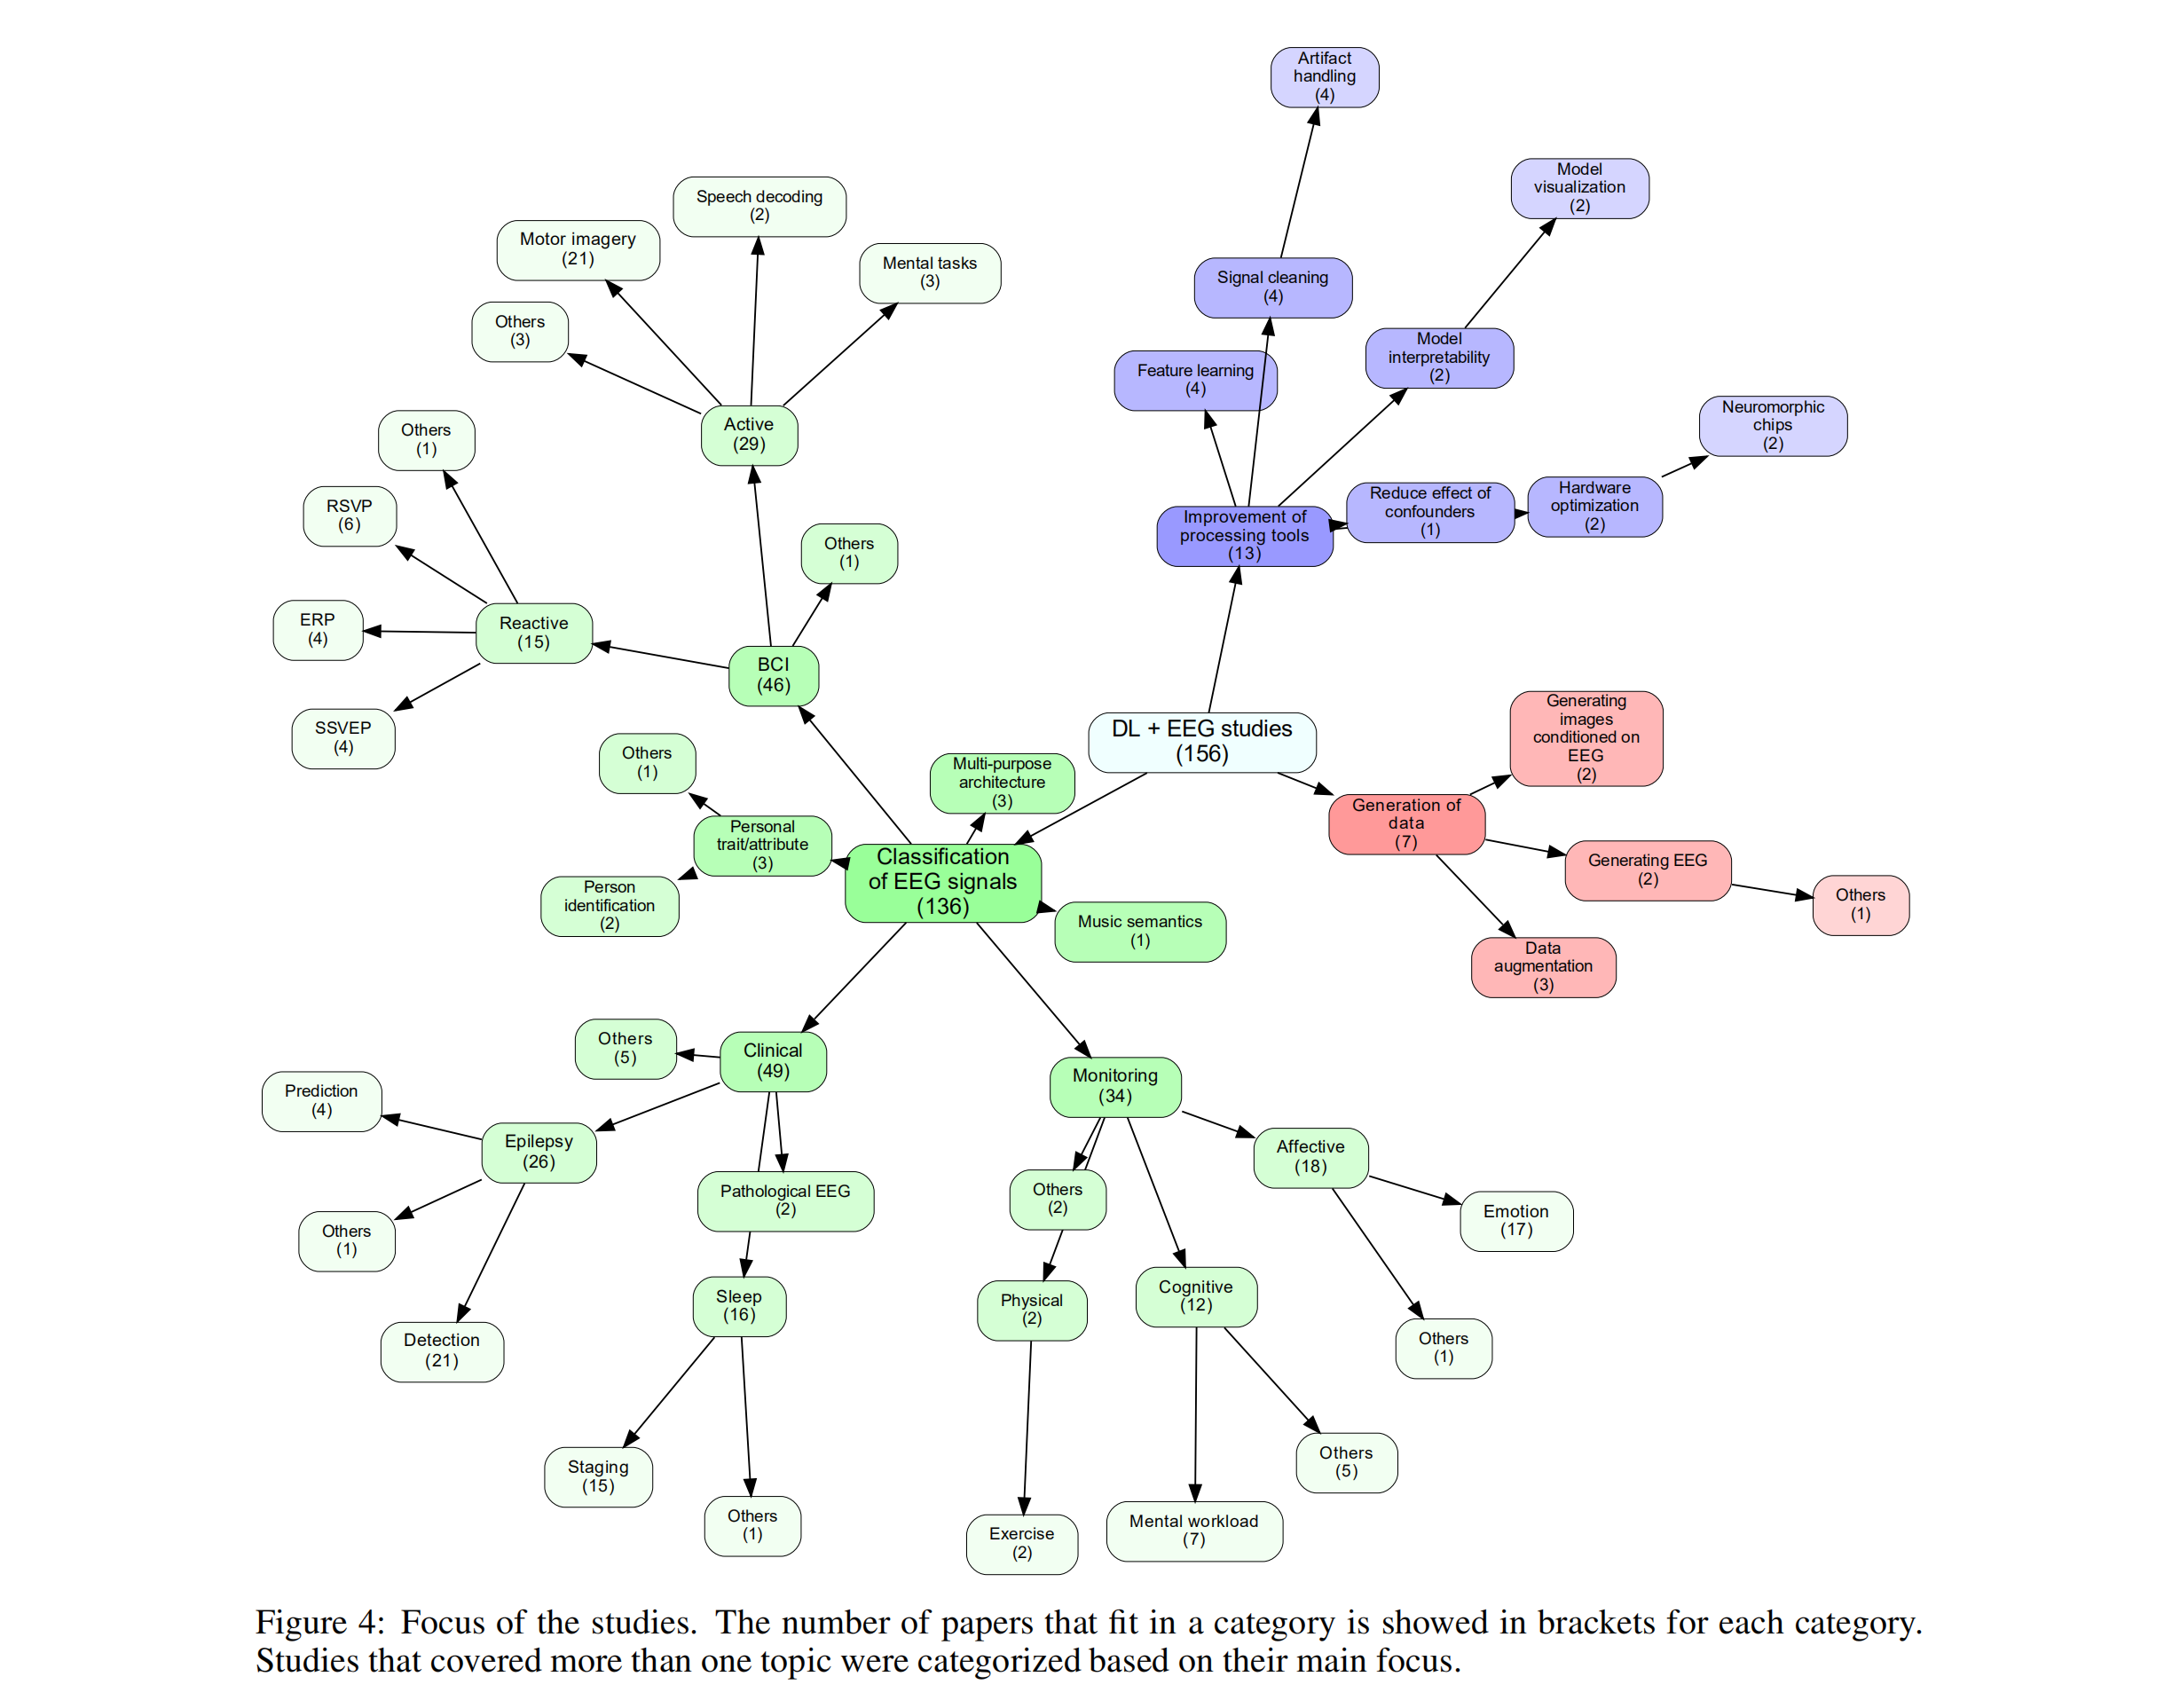 Artifact
handling
(4)
Model
visualization
(2)
Speech decoding
(2)
Motor imagery
(21)
Mental tasks
(3)
Signal cleaning
(4)
Others
(3)
Model
interpretability
(2)
Feature learning
(4)
Neuromorphic
chips
(2)
Active
(29)
Others
(1)
Reduce effect of
confounders
(1)
Hardware
optimization
(2)
RSVP
(6)
Improvement of
processing tools
(13)
Others
(1)
ERP
(4)
Reactive
(15)
BCI
(46)
SSVEP
(4)
DL + EEG studies
(156)
Generating
images
conditioned on
EEG
(2)
Others
(1)
Multi-purpose
architecture
(3)
Generation of
data
(7)
Personal
trait/attribute
(3)
Classification
of EEG signals
(136)
Generating EEG
(2)
Others
(1)
Person
identification
(2)
Music semantics
(1)
Data
augmentation
(3)
Others
(5)
Clinical
(49)
Monitoring
(34)
Prediction
(4)
Epilepsy
(26)
Affective
(18)
Pathological EEG
(2)
Others
(2)
Emotion
(17)
Others
(1)
Sleep
(16)
Physical
(2)
Cognitive
(12)
Detection
(21)
Others
(1)
Staging
(15)
Others
(5)
Others
(1)
Exercise
(2)
Mental workload
(7)
Figure 4: Focus of the studies. The number of papers that fit in a category is showed in brackets for each category.
Studies that covered more than one topic were categorized based on their main focus.